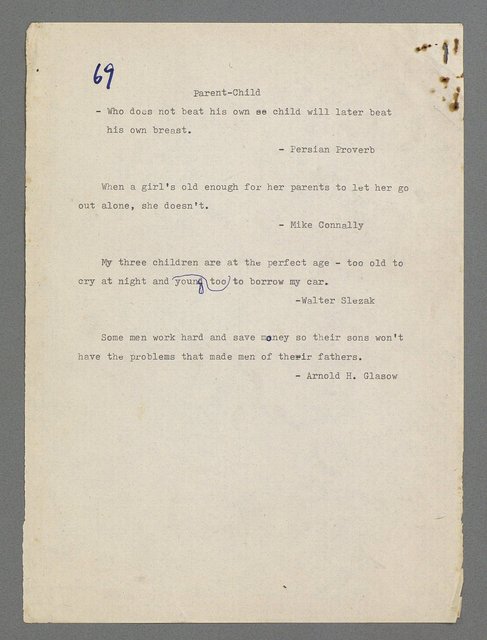 69
Parent-Child
- Who does not beat his own se child will later beat
his own breast.
- Persian Proverb
When a girl's old enough for her parents to let her go
out alone, she doesn't.
- Mike Connally
My three children are at the perfect age - too old to
cry at night and young too to borrow my car.
-Walter Slezak
Some men work hard and save money so their sons won't
have the problems that made men of their fathers.
- Arnold H. Glasow